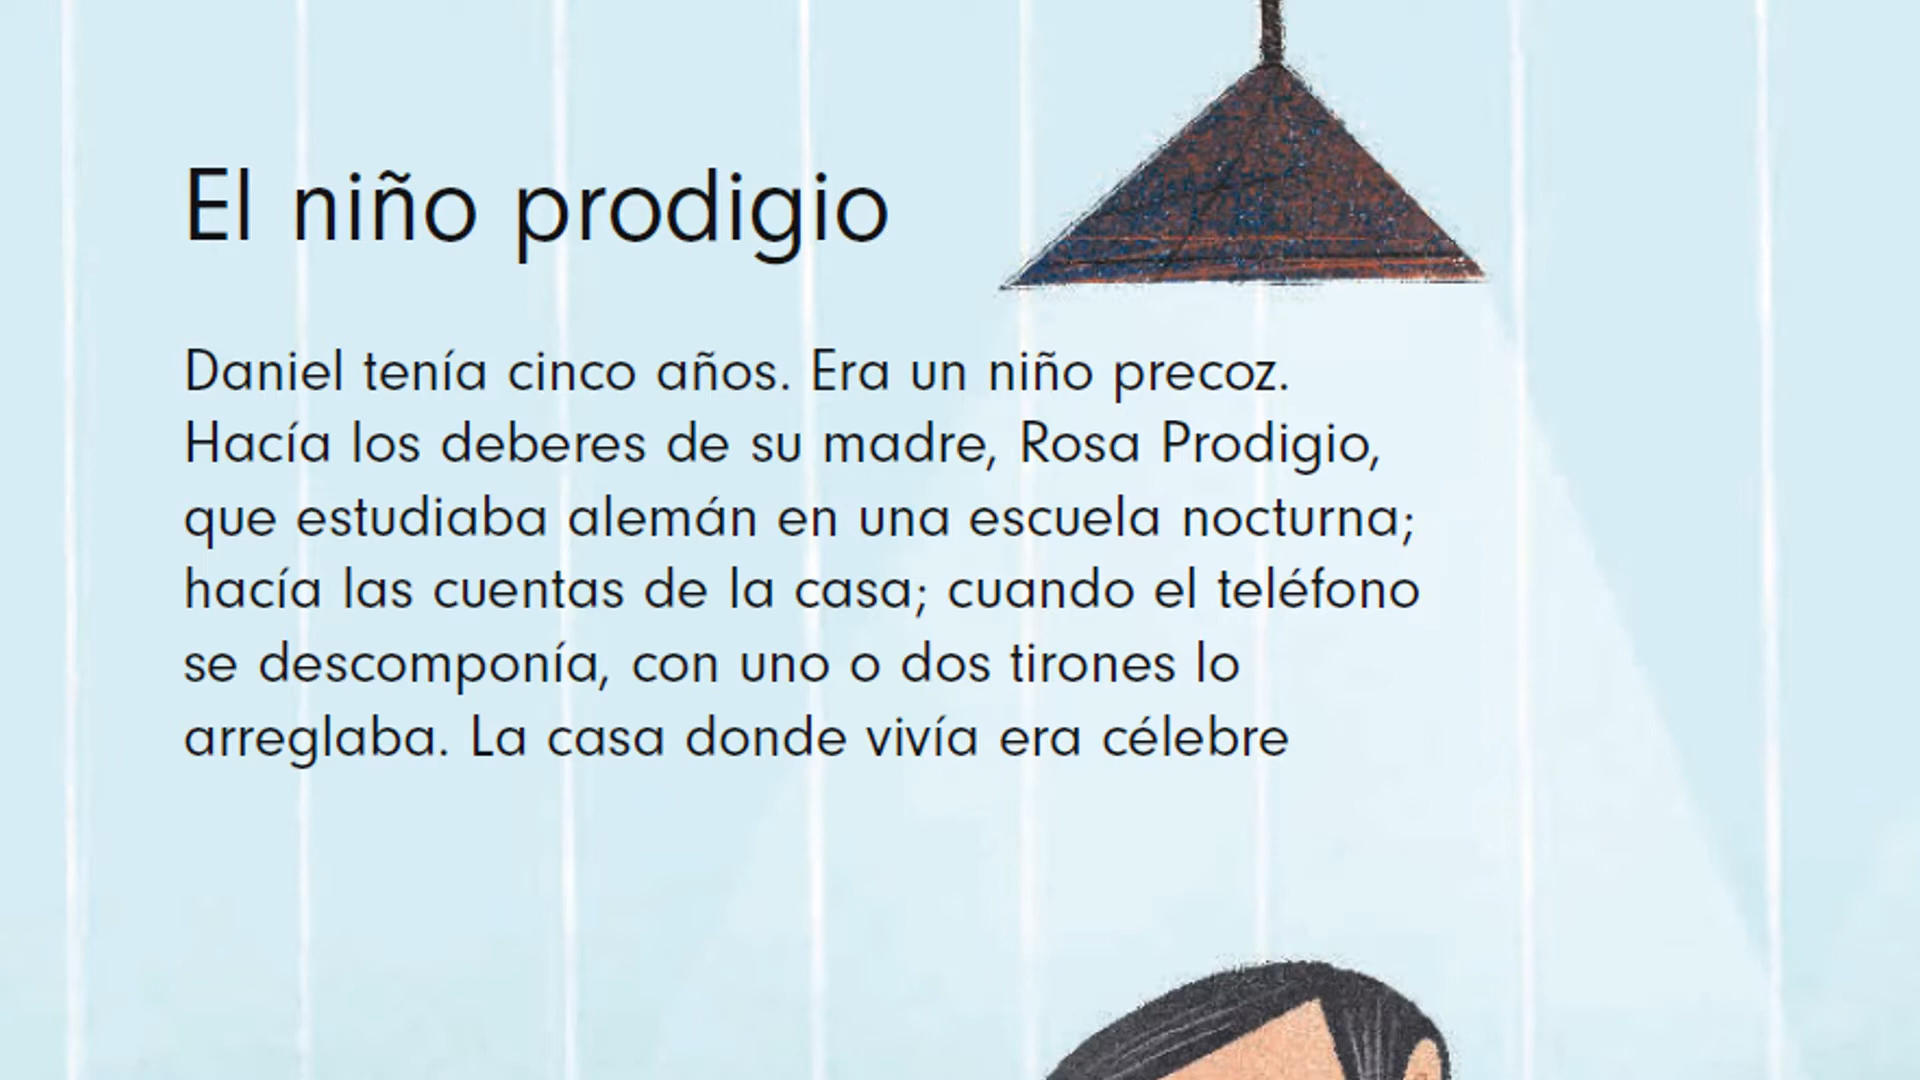 El niño prodigio
Daniel tenía cinco años. Era un niño precoz.
Hacía los deberes de su madre, Rosa Prodigio,
que estudiaba alemán en una escuela nocturna;
hacía las cuentas de la casa; cuando el teléfono
se descomponía, con uno o dos tirones lo
arreglaba. La casa donde vivía era célebre